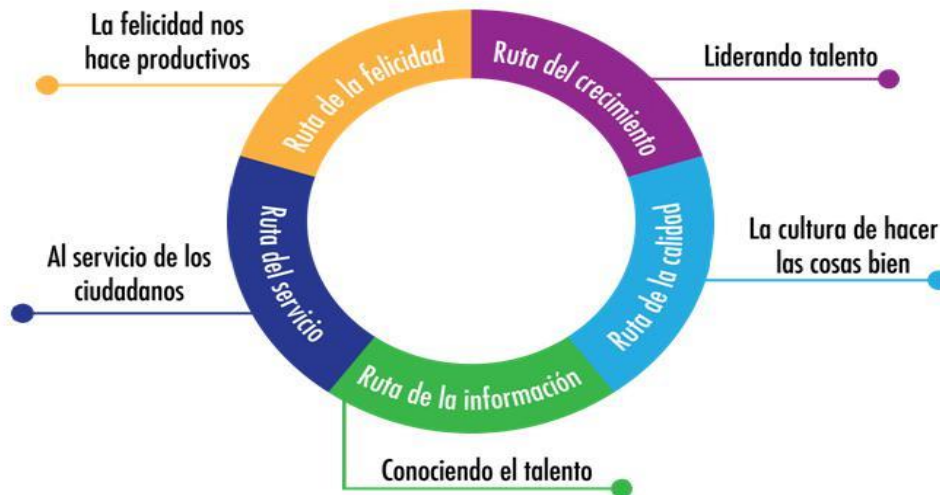 La felicidad nos
hace productivos
Ruta de la felicidad
Ruta del crecimiento
Liderando talento
Al servicio de los
ciudadanos
Ruta del servicio
Ruta de la calidad
La cultura de hacer
las cosas bien
Ruta de la información
Conociendo el talento